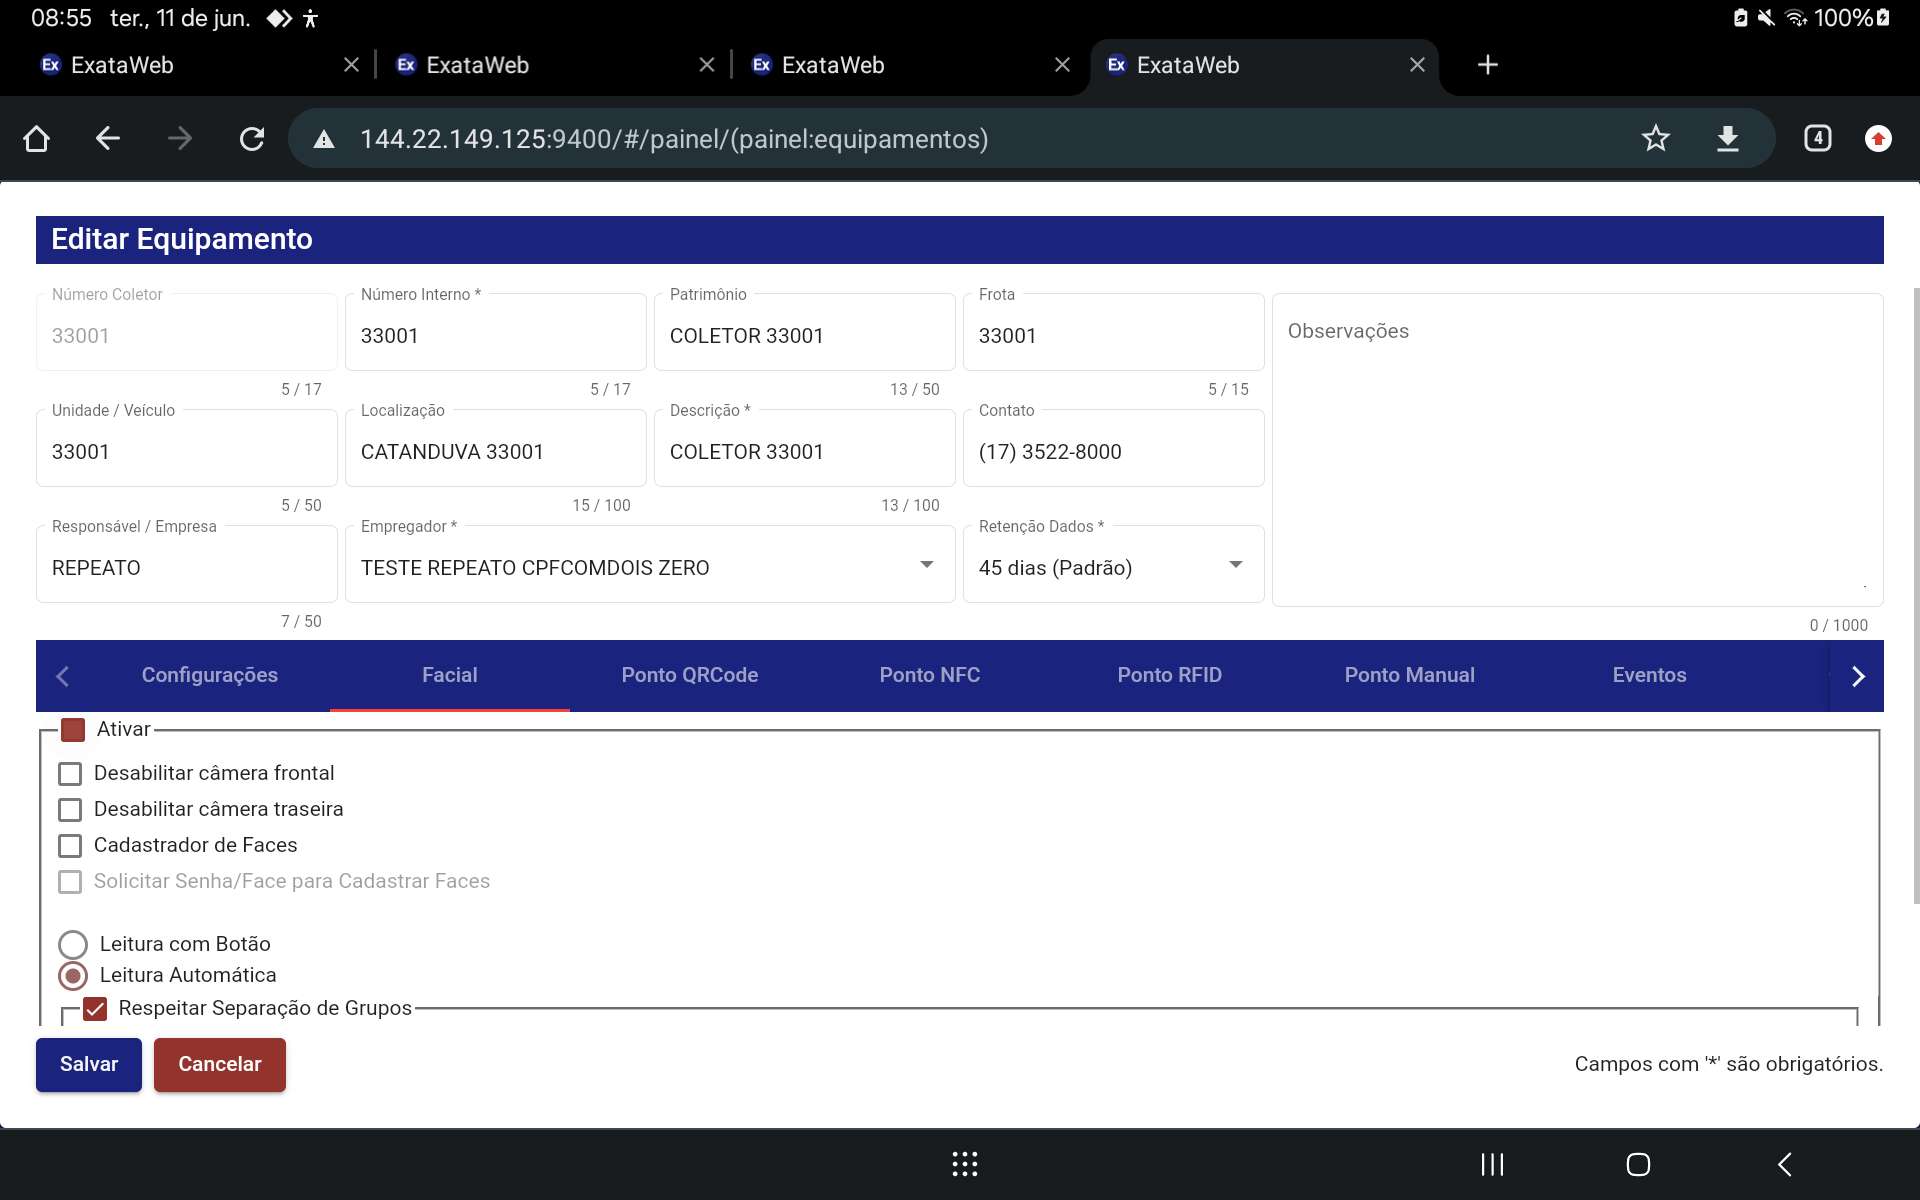 08:55 ter., 11 de jun. 100%
Ex ExataWeb Ex ExataWeb Ex ExataWeb Ex ExataWeb
144.22.149.125:9400/#/painel/(painel:equipamentos) 4
Editar Equipamento
Número Coletor Número Interno * Patrimônio Frota
33001 33001 COLETOR 33001 33001 Observações
5 / 17 5 / 17 13 / 50 5 / 15
Unidade / Veículo Localização Descrição * Contato
33001 CATANDUVA 33001 COLETOR 33001 (17) 3522-8000
5 / 50 15 / 100 13 / 100
Responsável / Empresa Empregador * Retenção Dados *
REPEATO TESTE REPEATO CPFCOMDOIS ZERO 45 dias (Padrão)
7 / 50 0 / 1000
Configurações Facial Ponto QRCode Ponto NFC Ponto RFID Ponto Manual Eventos
Ativar
Desabilitar câmera frontal
Desabilitar câmera traseira
Cadastrador de Faces
Solicitar Senha/Face para Cadastrar Faces
Leitura com Botão
Leitura Automática
Respeitar Separação de Grupos
Salvar Cancelar Campos com '*' são obrigatórios.